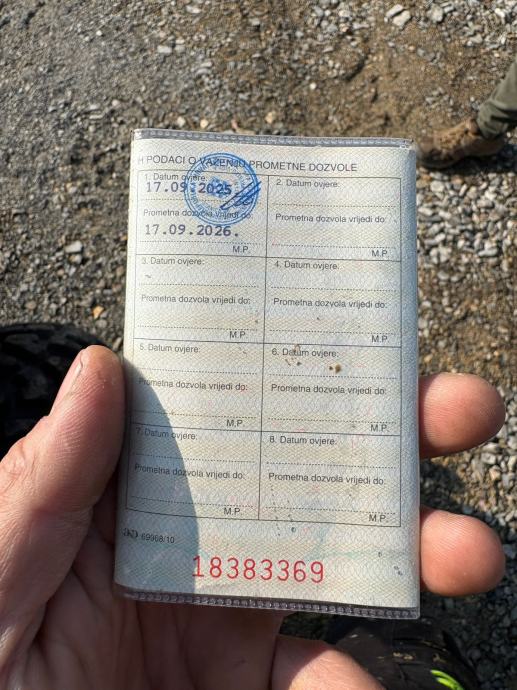 H PODACI O VAŽENJU PROMETNE DOZVOLE
1. Datum ovjere:
17.09.2025
Prometna dozvola vrijedi do:
17.09.2026.
M.P.
2. Datum ovjere:
Prometna dozvola vrijedi do:
M.P.
3. Datum ovjere:
Prometna dozvola vrijedi do:
M.P.
4. Datum ovjere:
Prometna dozvola vrijedi do:
M.P.
5. Datum ovjere:
Prometna dozvola vrijedi do:
M.P.
6. Datum ovjere:
Prometna dozvola vrijedi do:
M.P.
7. Datum ovjere:
Prometna dozvola vrijedi do:
M.P.
8. Datum ovjere:
Prometna dozvola vrijedi do:
M.P.
AKD 69968/10
18383369